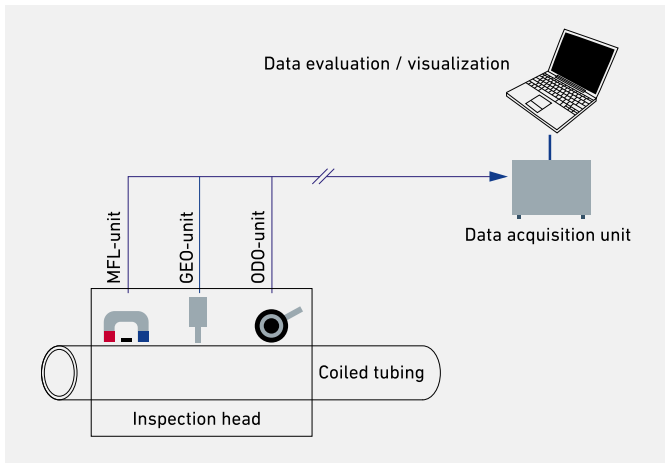 Data evaluation / visualization
MFL-unit
GEO-unit
ODO-unit
Data acquisition unit
Coiled tubing
Inspection head